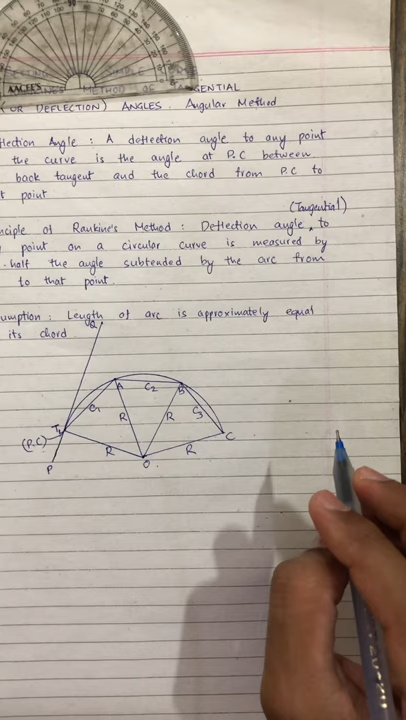 METHOD OF TANGENTIAL
(OR DEFLECTION) ANGLES. Angular Method
lection Angle : A deflection angle to any point
the curve is the angle at P.C between
back tangent and the chord from P.C to
t point
(Tangential)
nciple of Rankine's Method : Deflection angle to
point on a circular curve is measured by
half the angle subtended by the arc from
to that point.
umption : Length of arc is approximately equal
its chord
Q
A C2 B
C1 R R C3
T1 C
(P.C)
R R
P O